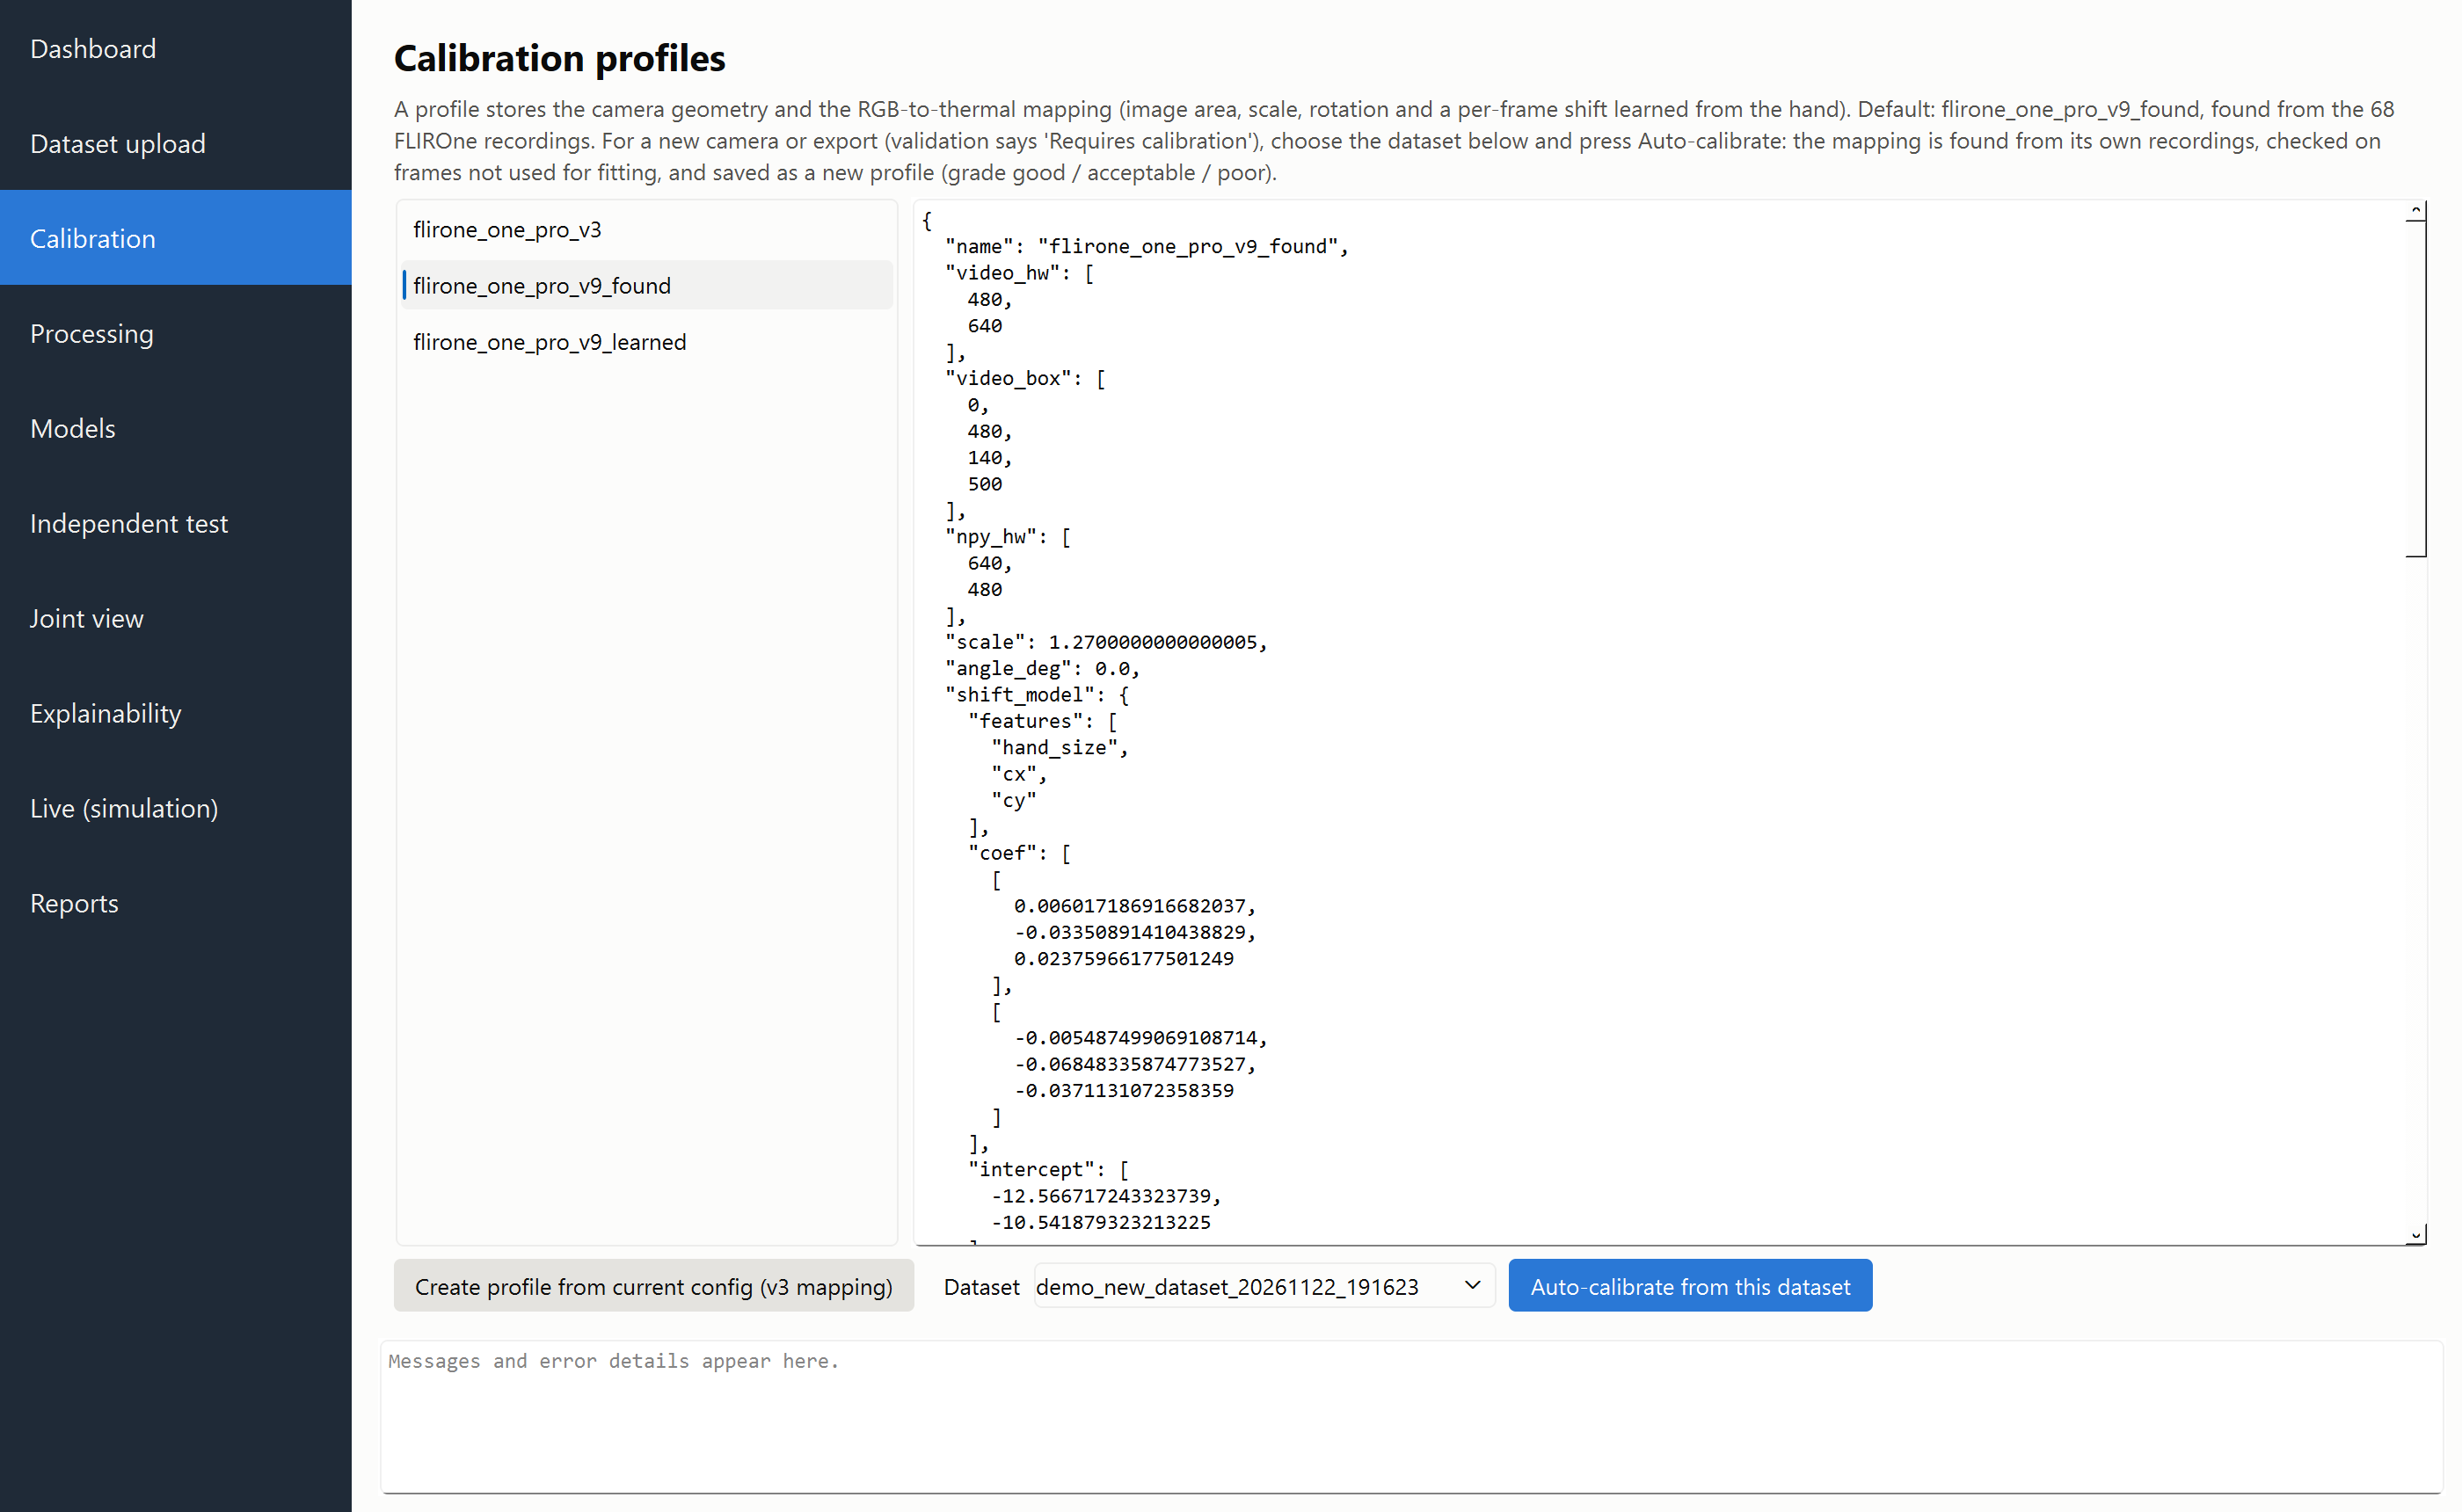 Dashboard
Dataset upload
Calibration
Processing
Models
Independent test
Joint view
Explainability
Live (simulation)
Reports
Calibration profiles
A profile stores the camera geometry and the RGB-to-thermal mapping (image area, scale, rotation and a per-frame shift learned from the hand). Default: flirone_one_pro_v9_found, found from the 68
FLIROne recordings. For a new camera or export (validation says 'Requires calibration'), choose the dataset below and press Auto-calibrate: the mapping is found from its own recordings, checked on
frames not used for fitting, and saved as a new profile (grade good / acceptable / poor).
flirone_one_pro_v3
flirone_one_pro_v9_found
flirone_one_pro_v9_learned
{
  "name": "flirone_one_pro_v9_found",
  "video_hw": [
    480,
    640
  ],
  "video_box": [
    0,
    480,
    140,
    500
  ],
  "npy_hw": [
    640,
    480
  ],
  "scale": 1.2700000000000005,
  "angle_deg": 0.0,
  "shift_model": {
    "features": [
      "hand_size",
      "cx",
      "cy"
    ],
    "coef": [
      [
        0.006017186916682037,
        -0.03350891410438829,
        0.02375966177501249
      ],
      [
        -0.005487499069108714,
        -0.06848335874773527,
        -0.0371131072358359
      ]
    ],
    "intercept": [
      -12.566717243323739,
      -10.541879323213225
Create profile from current config (v3 mapping)
Dataset
demo_new_dataset_20261122_191623
Auto-calibrate from this dataset
Messages and error details appear here.